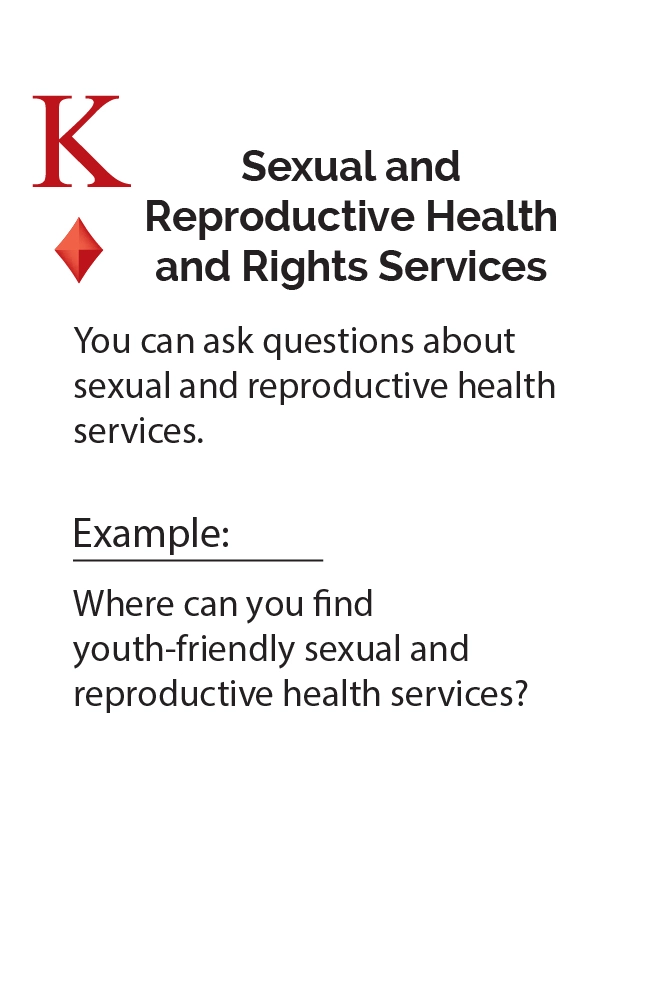 K
Sexual and
Reproductive Health
and Rights Services
You can ask questions about
sexual and reproductive health
services.
Example:
Where can you find
youth-friendly sexual and
reproductive health services?